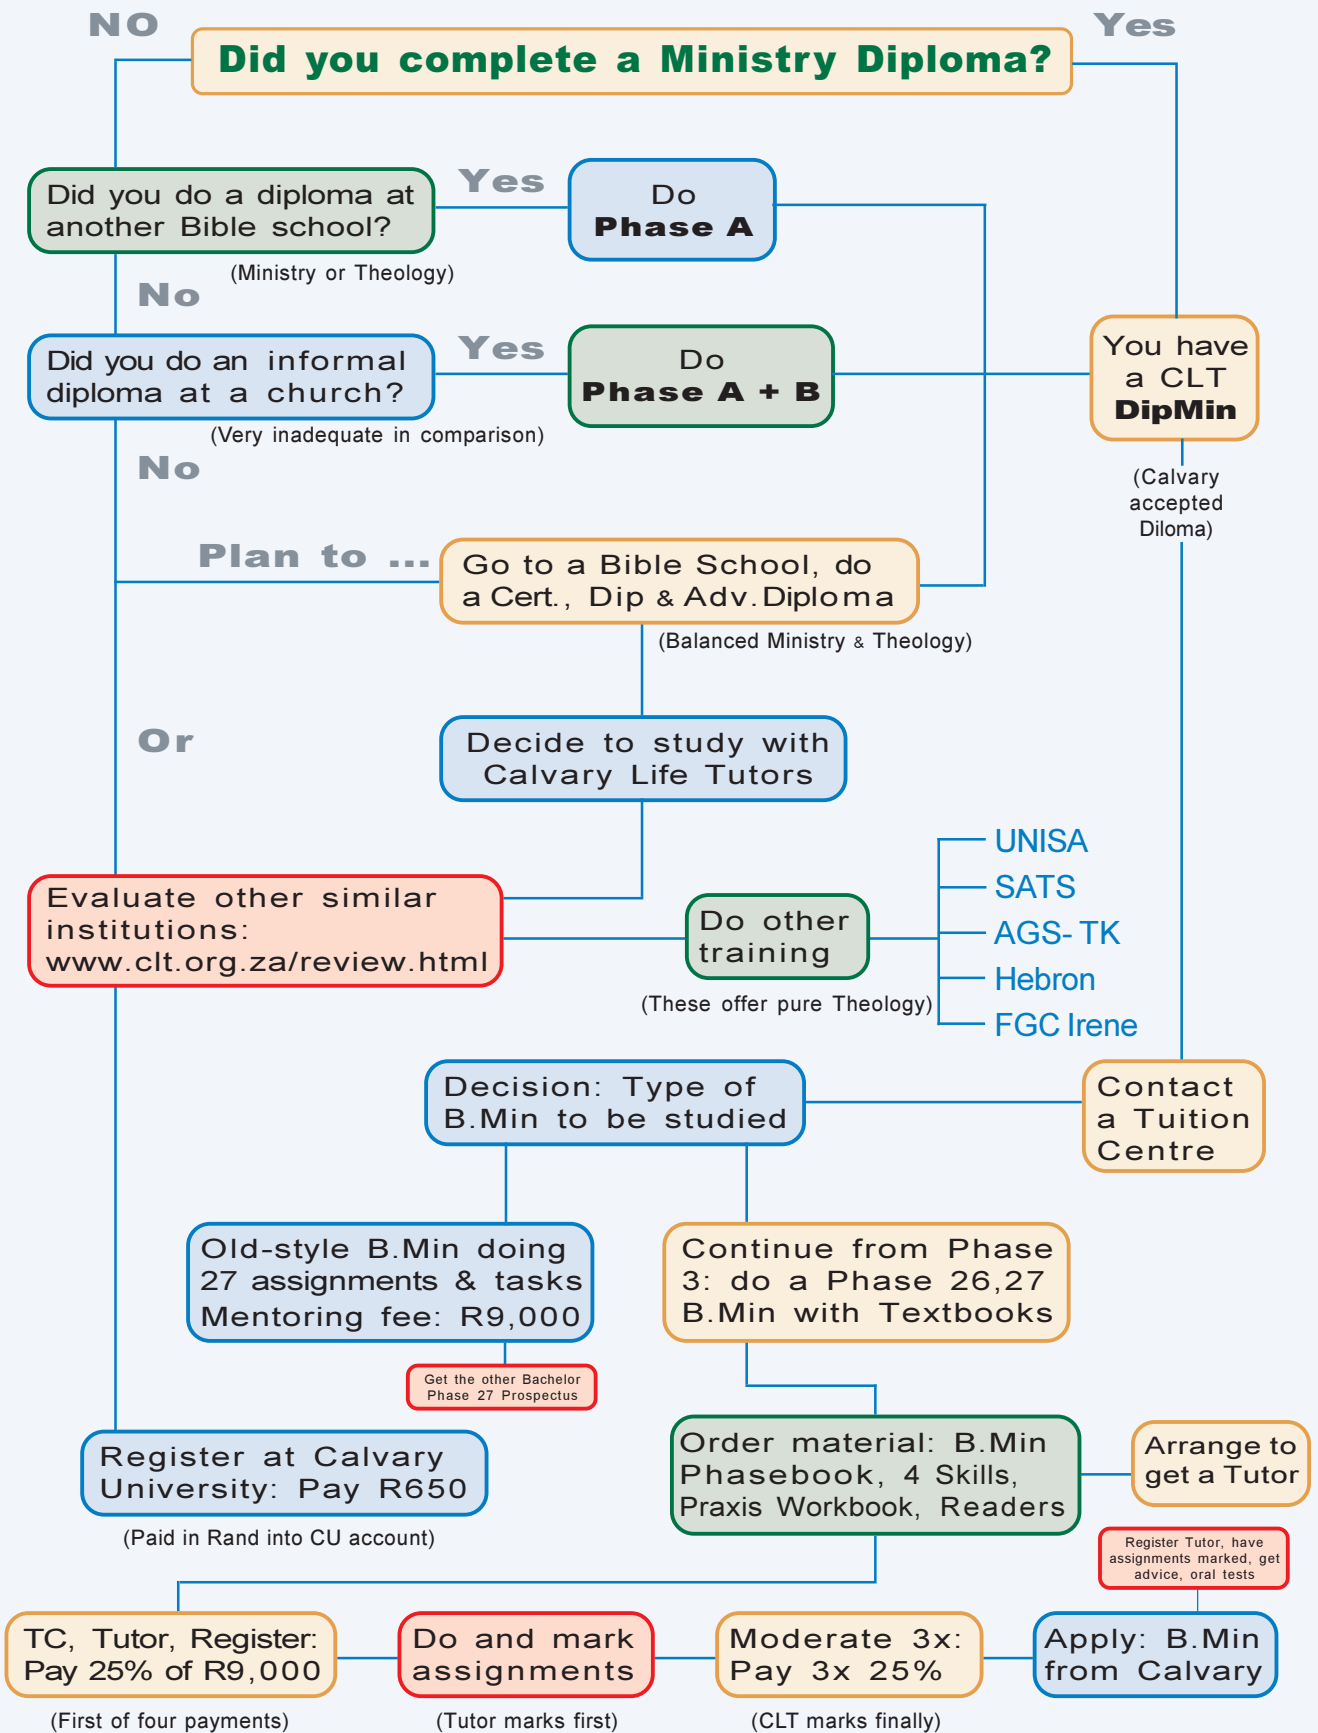 NO
Yes
Did you complete a Ministry Diploma?
Did you do a diploma at
another Bible school?
(Ministry or Theology)
Yes
Do
Phase A
No
Did you do an informal
diploma at a church?
(Very inadequate in comparison)
Yes
Do
Phase A + B
You have
a CLT
DipMin
(Calvary
accepted
Diloma)
No
Plan to ...
Go to a Bible School, do
a Cert., Dip & Adv. Diploma
(Balanced Ministry & Theology)
Or
Decide to study with
Calvary Life Tutors
Evaluate other similar
institutions:
www.clt.org.za/review.html
Do other
training
(These offer pure Theology)
UNISA
SATS
AGS- TK
Hebron
FGC Irene
Decision: Type of
B.Min to be studied
Contact
a Tuition
Centre
Old-style B.Min doing
27 assignments & tasks
Mentoring fee: R9,000
Get the other Bachelor
Phase 27 Prospectus
Continue from Phase
3: do a Phase 26,27
B.Min with Textbooks
Register at Calvary
University: Pay R650
(Paid in Rand into CU account)
Order material: B.Min
Phasebook, 4 Skills,
Praxis Workbook, Readers
Arrange to
get a Tutor
Register Tutor, have
assignments marked, get
advice, oral tests
TC, Tutor, Register:
Pay 25% of R9,000
(First of four payments)
Do and mark
assignments
(Tutor marks first)
Moderate 3x:
Pay 3x 25%
(CLT marks finally)
Apply: B.Min
from Calvary